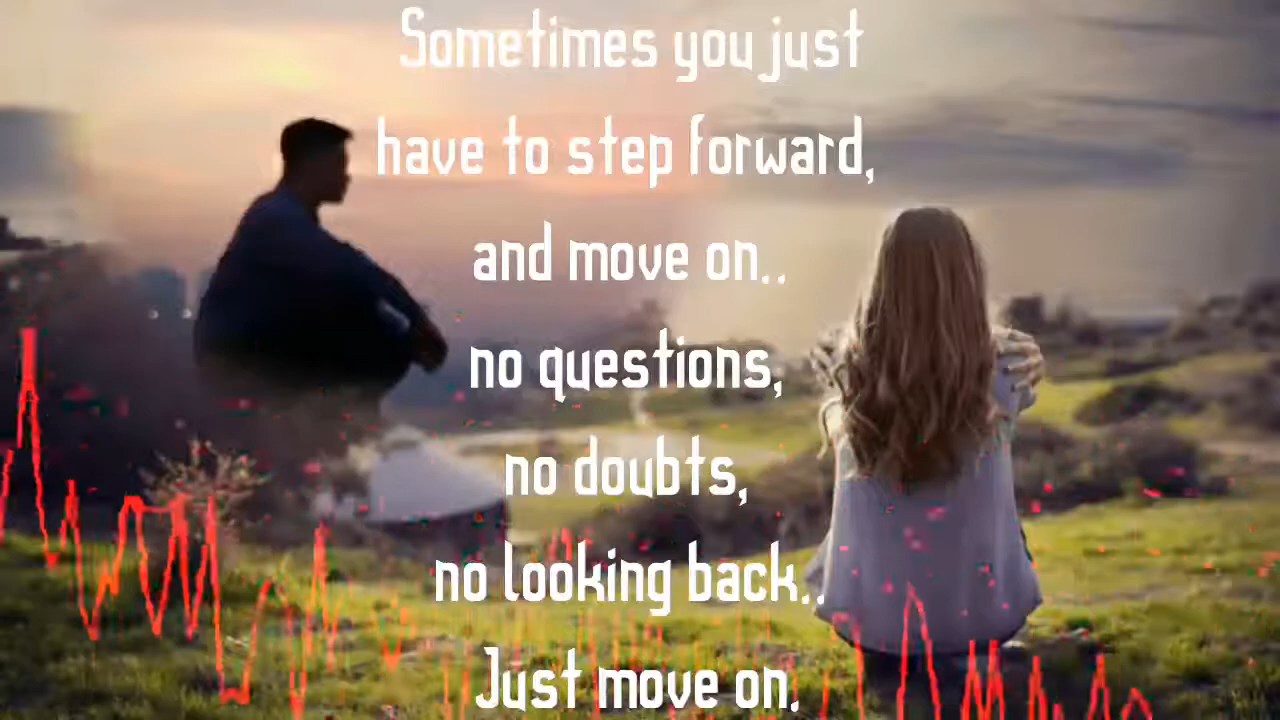 Sometimes you just
have to step forward,
and move on..
no questions,
no doubts,
no looking back..
Just move on.